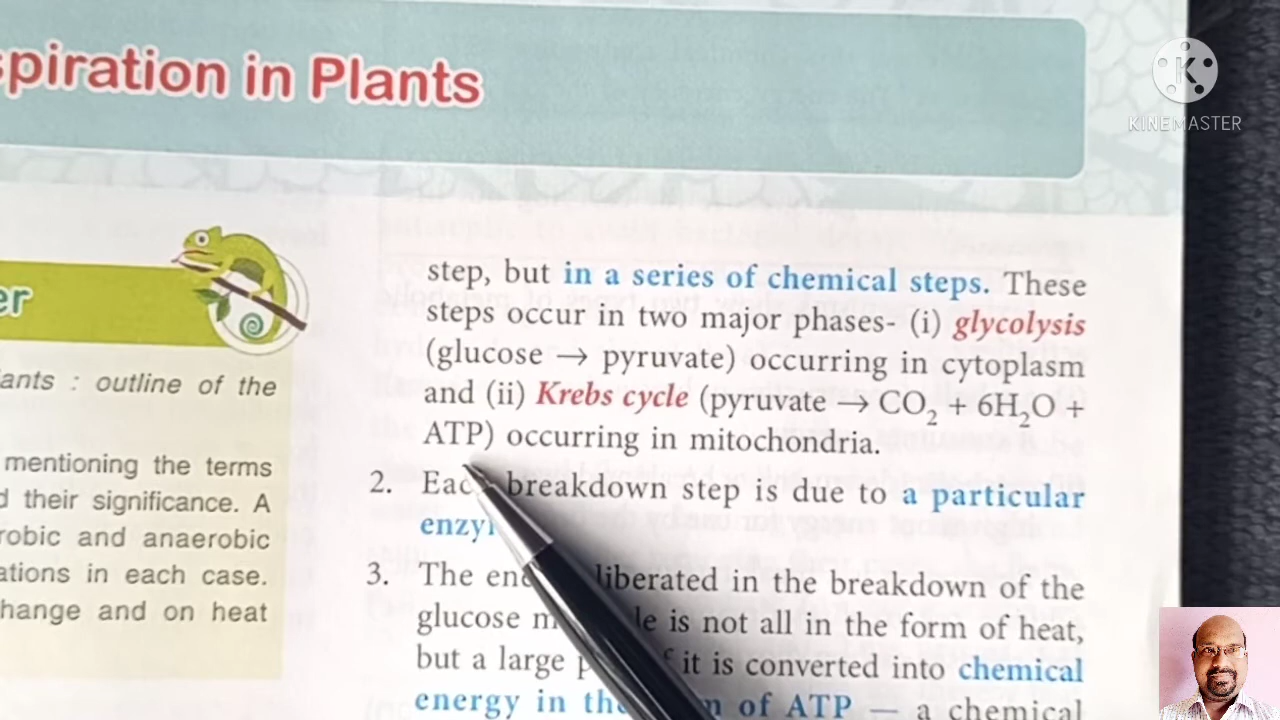 spiration in Plants
KINEMASTER
er
ants : outline of the
mentioning the terms
d their significance. A
robic and anaerobic
ations in each case.
hange and on heat
step, but in a series of chemical steps. These
steps occur in two major phases- (i) glycolysis
(glucose → pyruvate) occurring in cytoplasm
and (ii) Krebs cycle (pyruvate → CO₂ + 6H₂O +
ATP) occurring in mitochondria.
2. Each breakdown step is due to a particular
enzy
3. The liberated in the breakdown of the
glucose is not all in the form of heat,
but a large it is converted into chemical
energy in of ATP — a chemical